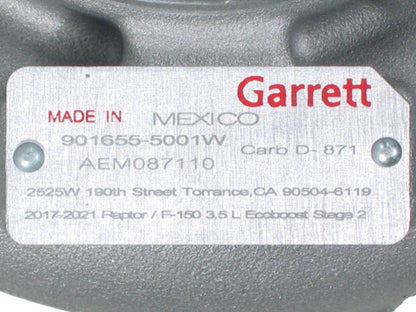 Garrett
MADE IN MEXICO
901655-5001W Carb D- 871
AEM087110
2525W 190th Street Torrance,CA 90504-6119
2017-2021 Raptor / F-150 3.5 L Ecoboost Stage 2